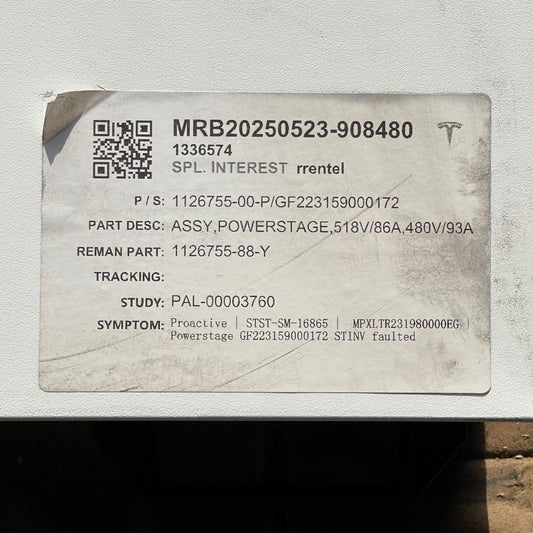 MRB20250523-908480
1336574
SPL. INTEREST rrentel
P / S: 1126755-00-P/GF223159000172
PART DESC: ASSY,POWERSTAGE,518V/86A,480V/93A
REMAN PART: 1126755-88-Y
TRACKING:
STUDY: PAL-00003760
SYMPTOM: Proactive | STST-SM-16865 | MPXLTR231980000EG |
Powerstage GF223159000172 STINV faulted